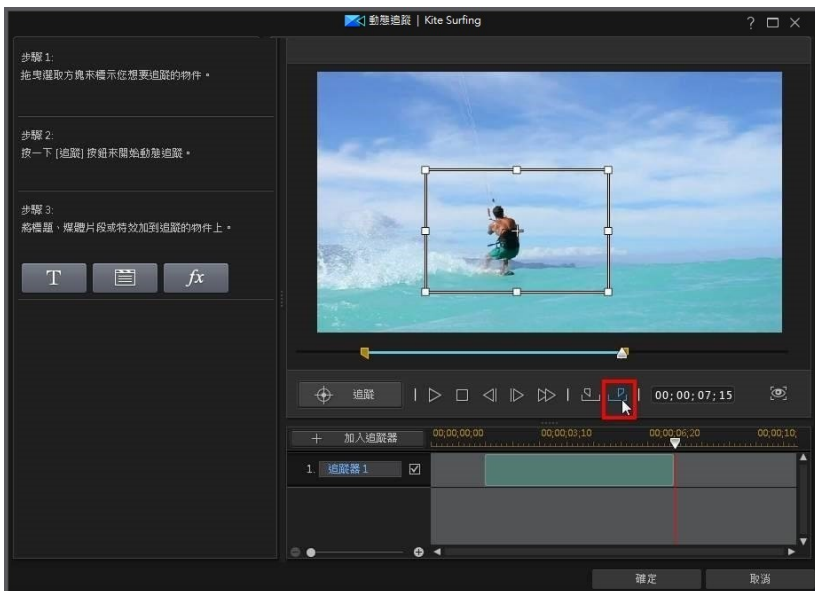 動態追蹤 | Kite Surfing
步驟 1:
拖曳選取方塊來標示您想要追蹤的物件。
步驟 2:
按一下 [追蹤] 按鈕來開始動態追蹤。
步驟 3:
將標題、媒體片段或特效加到追蹤的物件上。
T
fx
追蹤
00;00;07;15
加入追蹤器
00;00;00;00 00;00;03;10 00;00;06;20 00;00;10;
1. 追蹤器 1
確定 取消